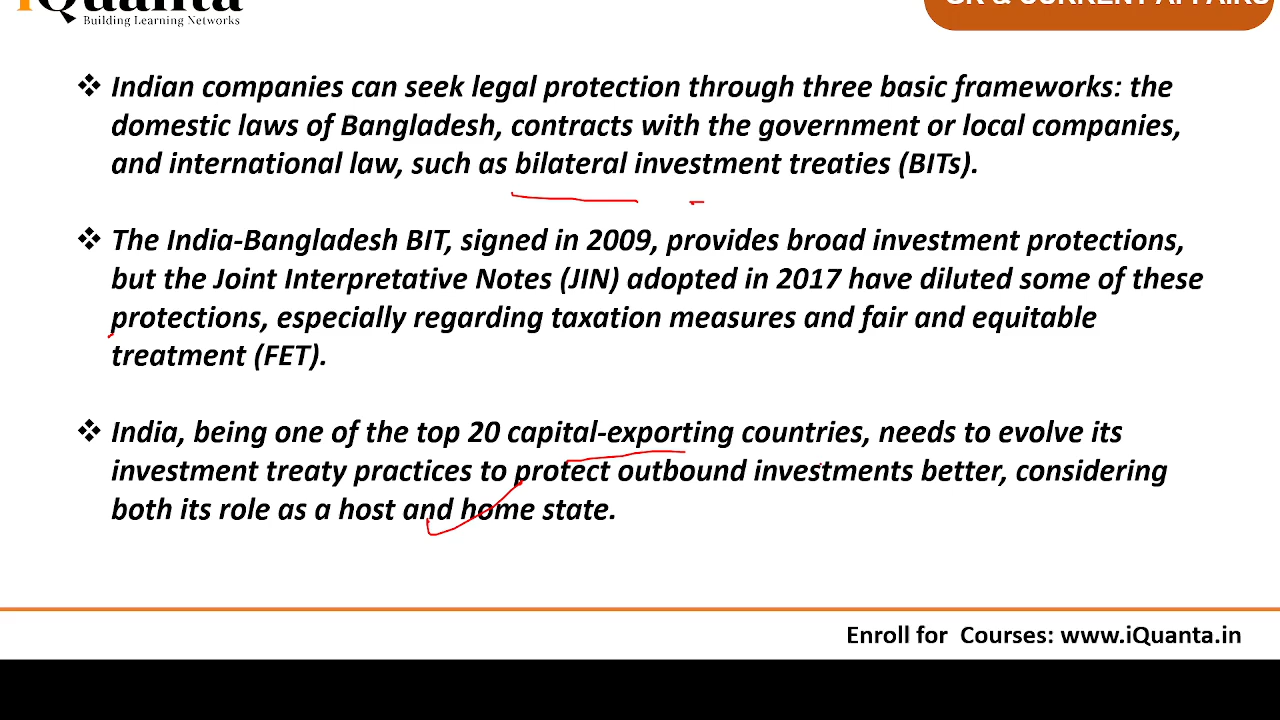 iQuanta
Building Learning Networks
GK & CURRENT AFFAIRS
❖ Indian companies can seek legal protection through three basic frameworks: the
domestic laws of Bangladesh, contracts with the government or local companies,
and international law, such as bilateral investment treaties (BITs).
❖ The India-Bangladesh BIT, signed in 2009, provides broad investment protections,
but the Joint Interpretative Notes (JIN) adopted in 2017 have diluted some of these
protections, especially regarding taxation measures and fair and equitable
treatment (FET).
❖ India, being one of the top 20 capital-exporting countries, needs to evolve its
investment treaty practices to protect outbound investments better, considering
both its role as a host and home state.
Enroll for  Courses: www.iQuanta.in